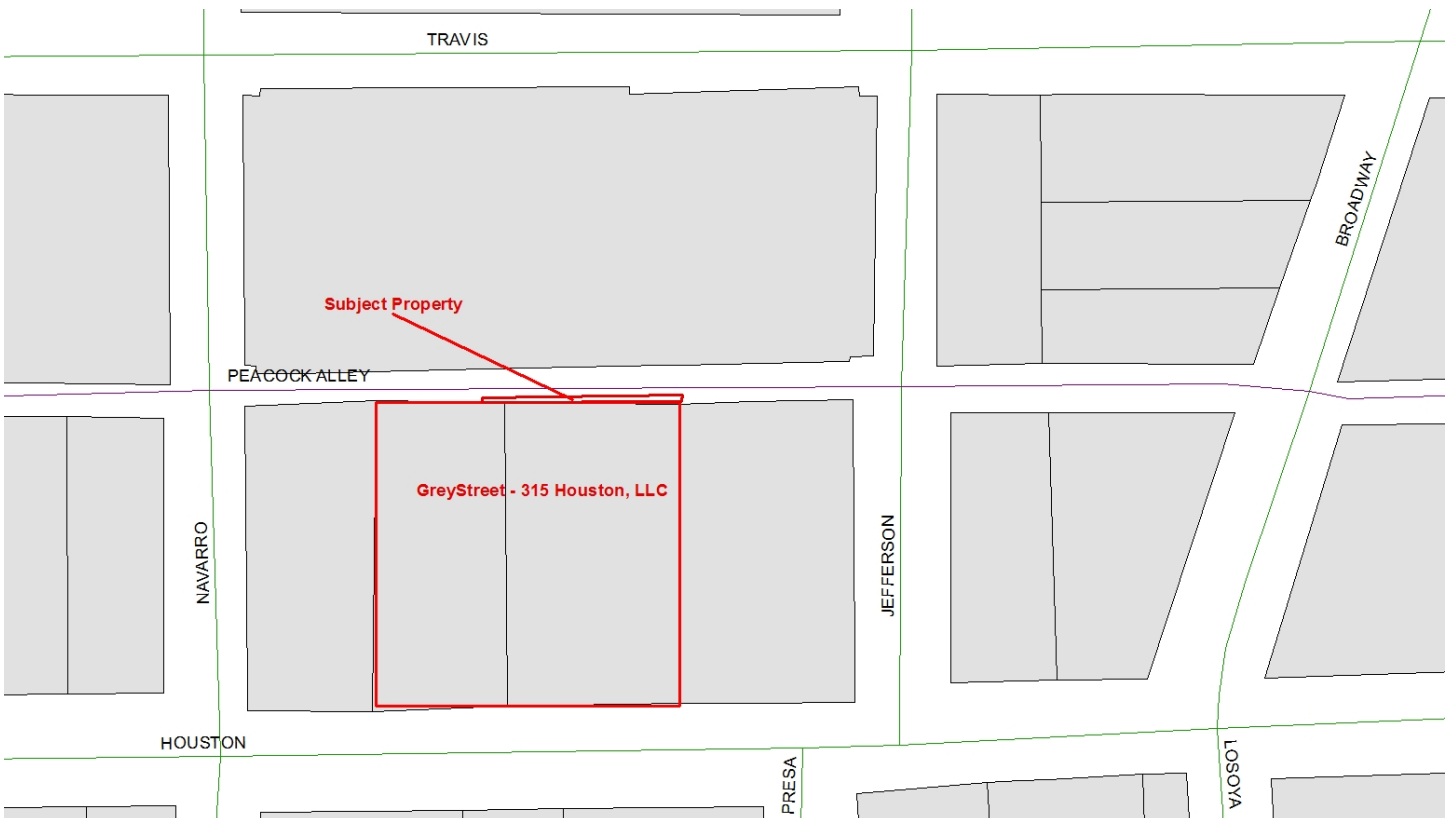 TRAVIS
BROADWAY
Subject Property
PEACOCK ALLEY
GreyStreet - 315 Houston, LLC
NAVARRO
JEFFERSON
HOUSTON
PRESA
LOSOYA